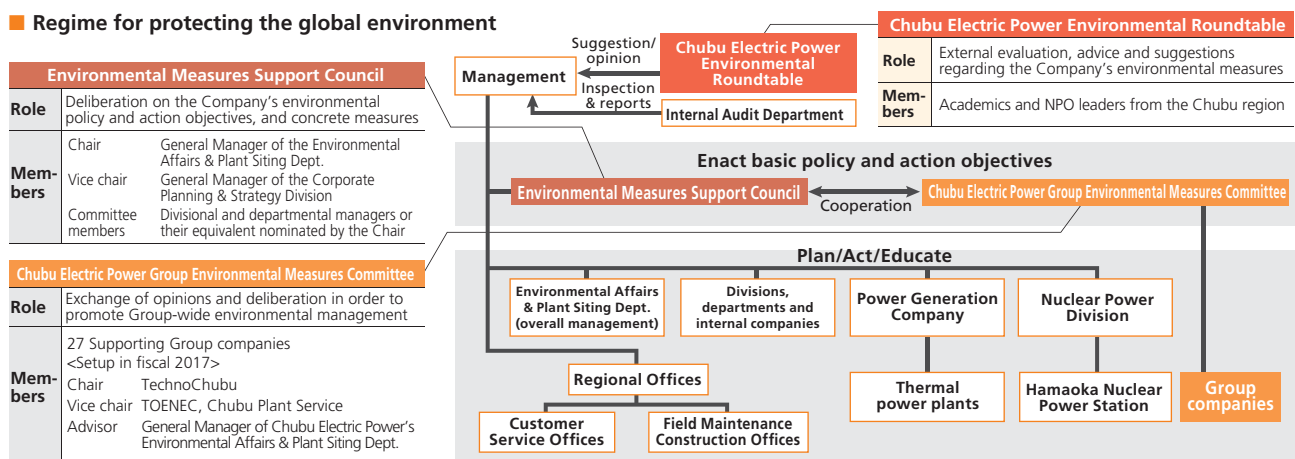 Regime for protecting the global environment
Environmental Measures Support Council
Role
Deliberation on the Company's environmental
policy and action objectives, and concrete measures
Mem-
bers
Chair General Manager of the Environmental
Affairs & Plant Siting Dept.
Vice chair General Manager of the Corporate
Planning & Strategy Division
Committee Divisional and departmental managers or
members their equivalent nominated by the Chair
Chubu Electric Power Group Environmental Measures Committee
Role
Exchange of opinions and deliberation in order to
promote Group-wide environmental management
Mem-
bers
27 Supporting Group companies
<Setup in fiscal 2017>
Chair TechnoChubu
Vice chair TOENEC, Chubu Plant Service
Advisor General Manager of Chubu Electric Power's
Environmental Affairs & Plant Siting Dept.
Management
Suggestion/
opinion
Inspection
& reports
Chubu Electric Power
Environmental
Roundtable
Internal Audit Department
Chubu Electric Power Environmental Roundtable
Role
External evaluation, advice and suggestions
regarding the Company's environmental measures
Mem-
bers
Academics and NPO leaders from the Chubu region
Enact basic policy and action objectives
Environmental Measures Support Council
Cooperation
Chubu Electric Power Group Environmental Measures Committee
Plan/Act/Educate
Environmental Affairs
& Plant Siting Dept.
(overall management)
Divisions,
departments and
internal companies
Power Generation
Company
Nuclear Power
Division
Regional Offices
Thermal
power plants
Hamaoka Nuclear
Power Station
Group
companies
Customer
Service Offices
Field Maintenance
Construction Offices